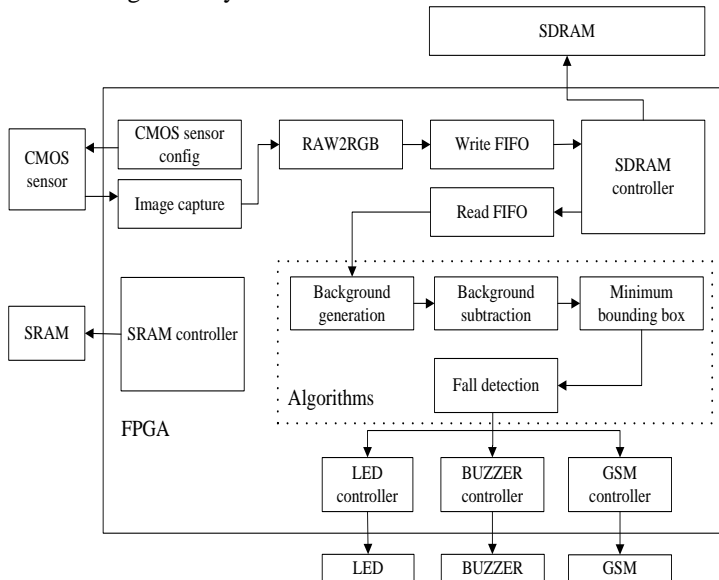 SDRAM
CMOS sensor
config
RAW2RGB
Write FIFO
CMOS
sensor
SDRAM
controller
Image capture
Read FIFO
Background
generation
Background
subtraction
Minimum
bounding box
SRAM
SRAM controller
Fall detection
Algorithms
FPGA
LED
controller
BUZZER
controller
GSM
controller
LED
BUZZER
GSM